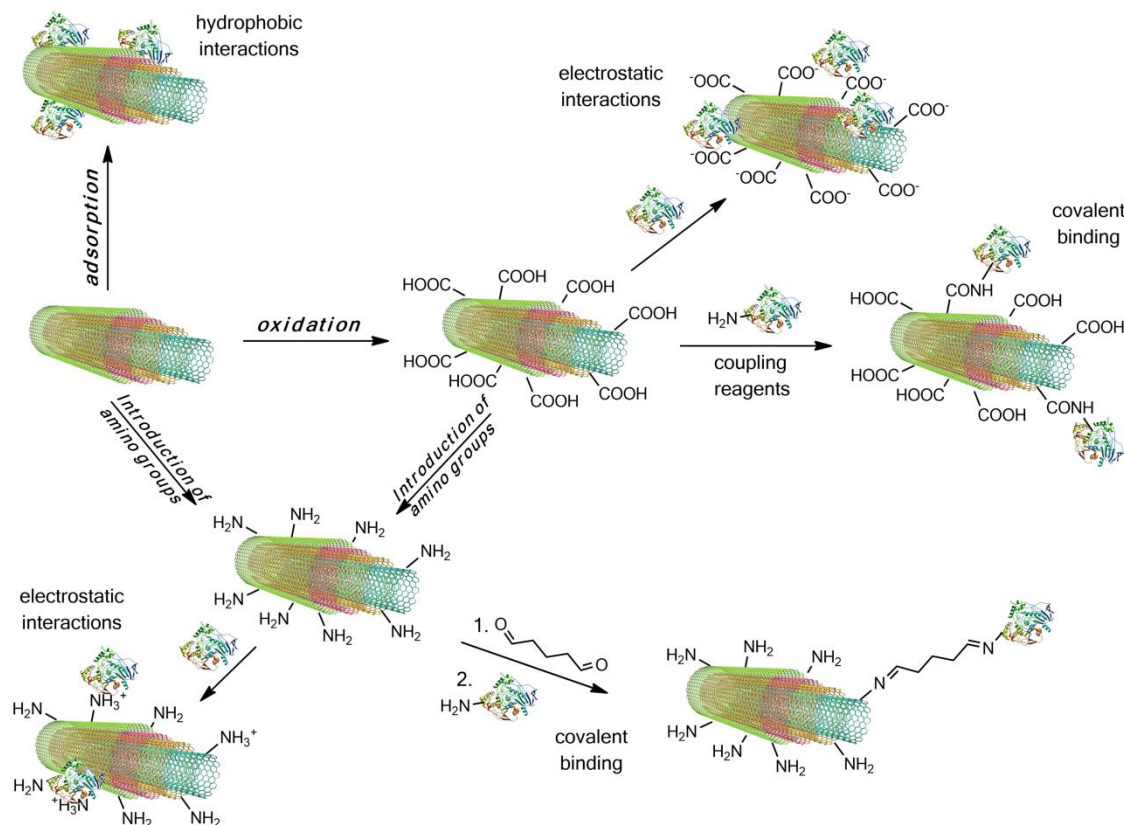 hydrophobic
interactions
adsorption
electrostatic
interactions
⁻OOC
COO⁻
COO⁻
COO⁻
⁻OOC
⁻OOC
COO⁻
COO⁻
covalent
binding
oxidation
HOOC
COOH
COOH
COOH
HOOC
HOOC
COOH
COOH
H₂N
coupling
reagents
HOOC
CONH
COOH
COOH
HOOC
HOOC
COOH
CONH
Introduction of
amino groups
Introduction of
amino groups
H₂N
NH₂
NH₂
NH₂
H₂N
H₂N
NH₂
NH₂
electrostatic
interactions
H₂N
NH₃⁺
NH₂
NH₃⁺
H₂N
⁺H₃N
NH₂
NH₂
1.
O
O
2.
H₂N
covalent
binding
H₂N
NH₂
NH₂
N
N
H₂N
H₂N
NH₂
NH₂